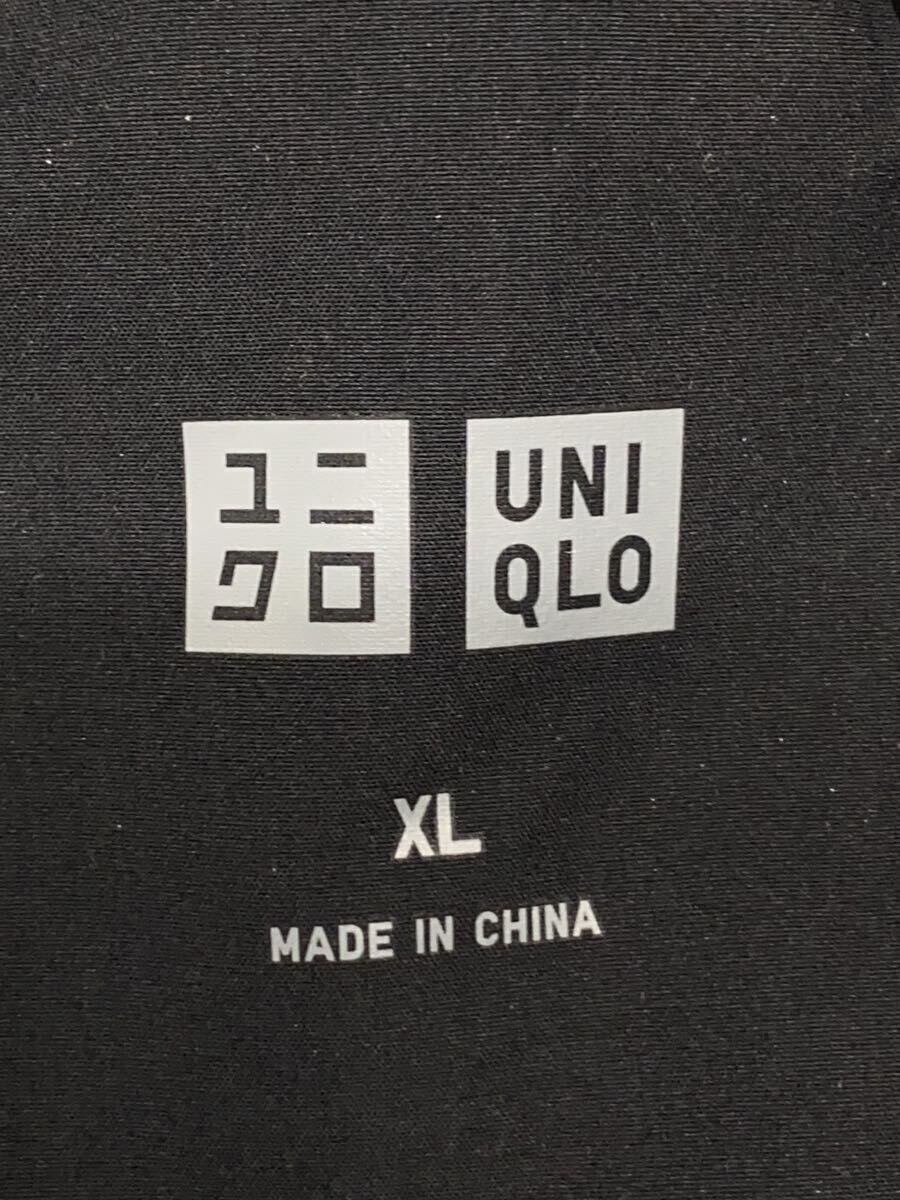 ユニ
クロ
UNI
QLO
XL
MADE IN CHINA